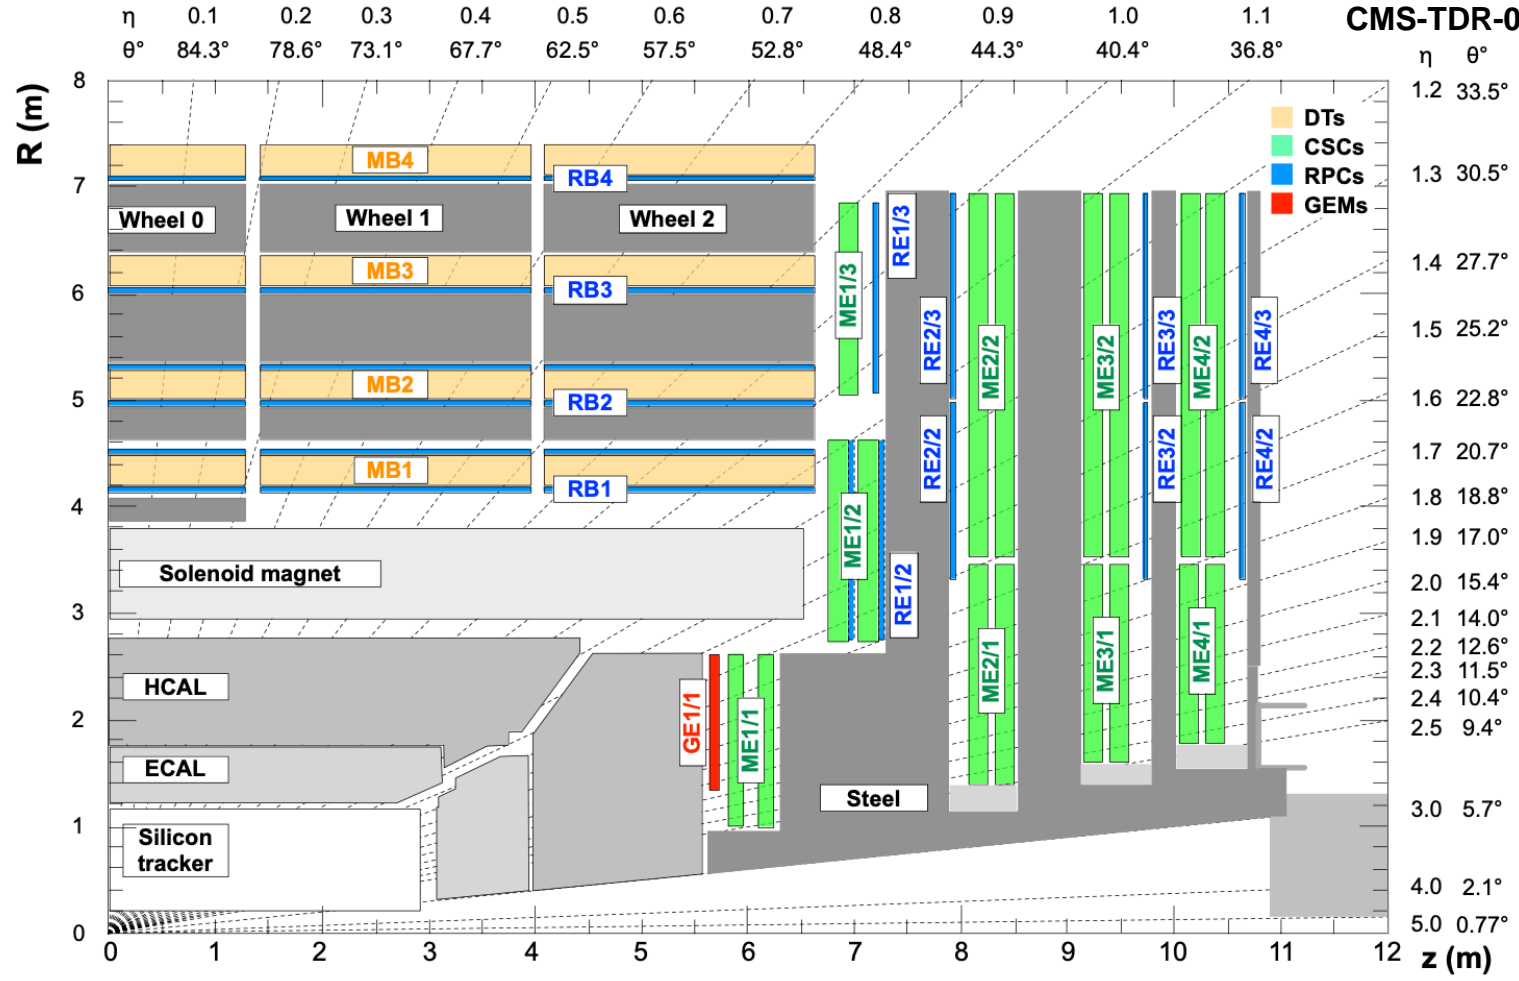 η 0.1 0.2 0.3 0.4 0.5 0.6 0.7 0.8 0.9 1.0 1.1 CMS-TDR-0
θ° 84.3° 78.6° 73.1° 67.7° 62.5° 57.5° 52.8° 48.4° 44.3° 40.4° 36.8° η θ°
R (m)
8
7
6
5
4
3
2
1
0
1.2 33.5°
1.3 30.5°
1.4 27.7°
1.5 25.2°
1.6 22.8°
1.7 20.7°
1.8 18.8°
1.9 17.0°
2.0 15.4°
2.1 14.0°
2.2 12.6°
2.3 11.5°
2.4 10.4°
2.5 9.4°
3.0 5.7°
4.0 2.1°
5.0 0.77°
DTs
CSCs
RPCs
GEMs
MB4
RB4
Wheel 0 Wheel 1 Wheel 2
MB3
RB3
MB2
RB2
MB1
RB1
Solenoid magnet
HCAL
ECAL
Silicon
tracker
Steel
GE1/1
ME1/1
ME1/2
ME1/3
RE1/3
RE1/2
RE2/3
RE2/2
ME2/2
ME2/1
ME3/2
ME3/1
RE3/3
RE3/2
ME4/2
ME4/1
RE4/3
RE4/2
0 1 2 3 4 5 6 7 8 9 10 11 12 z (m)